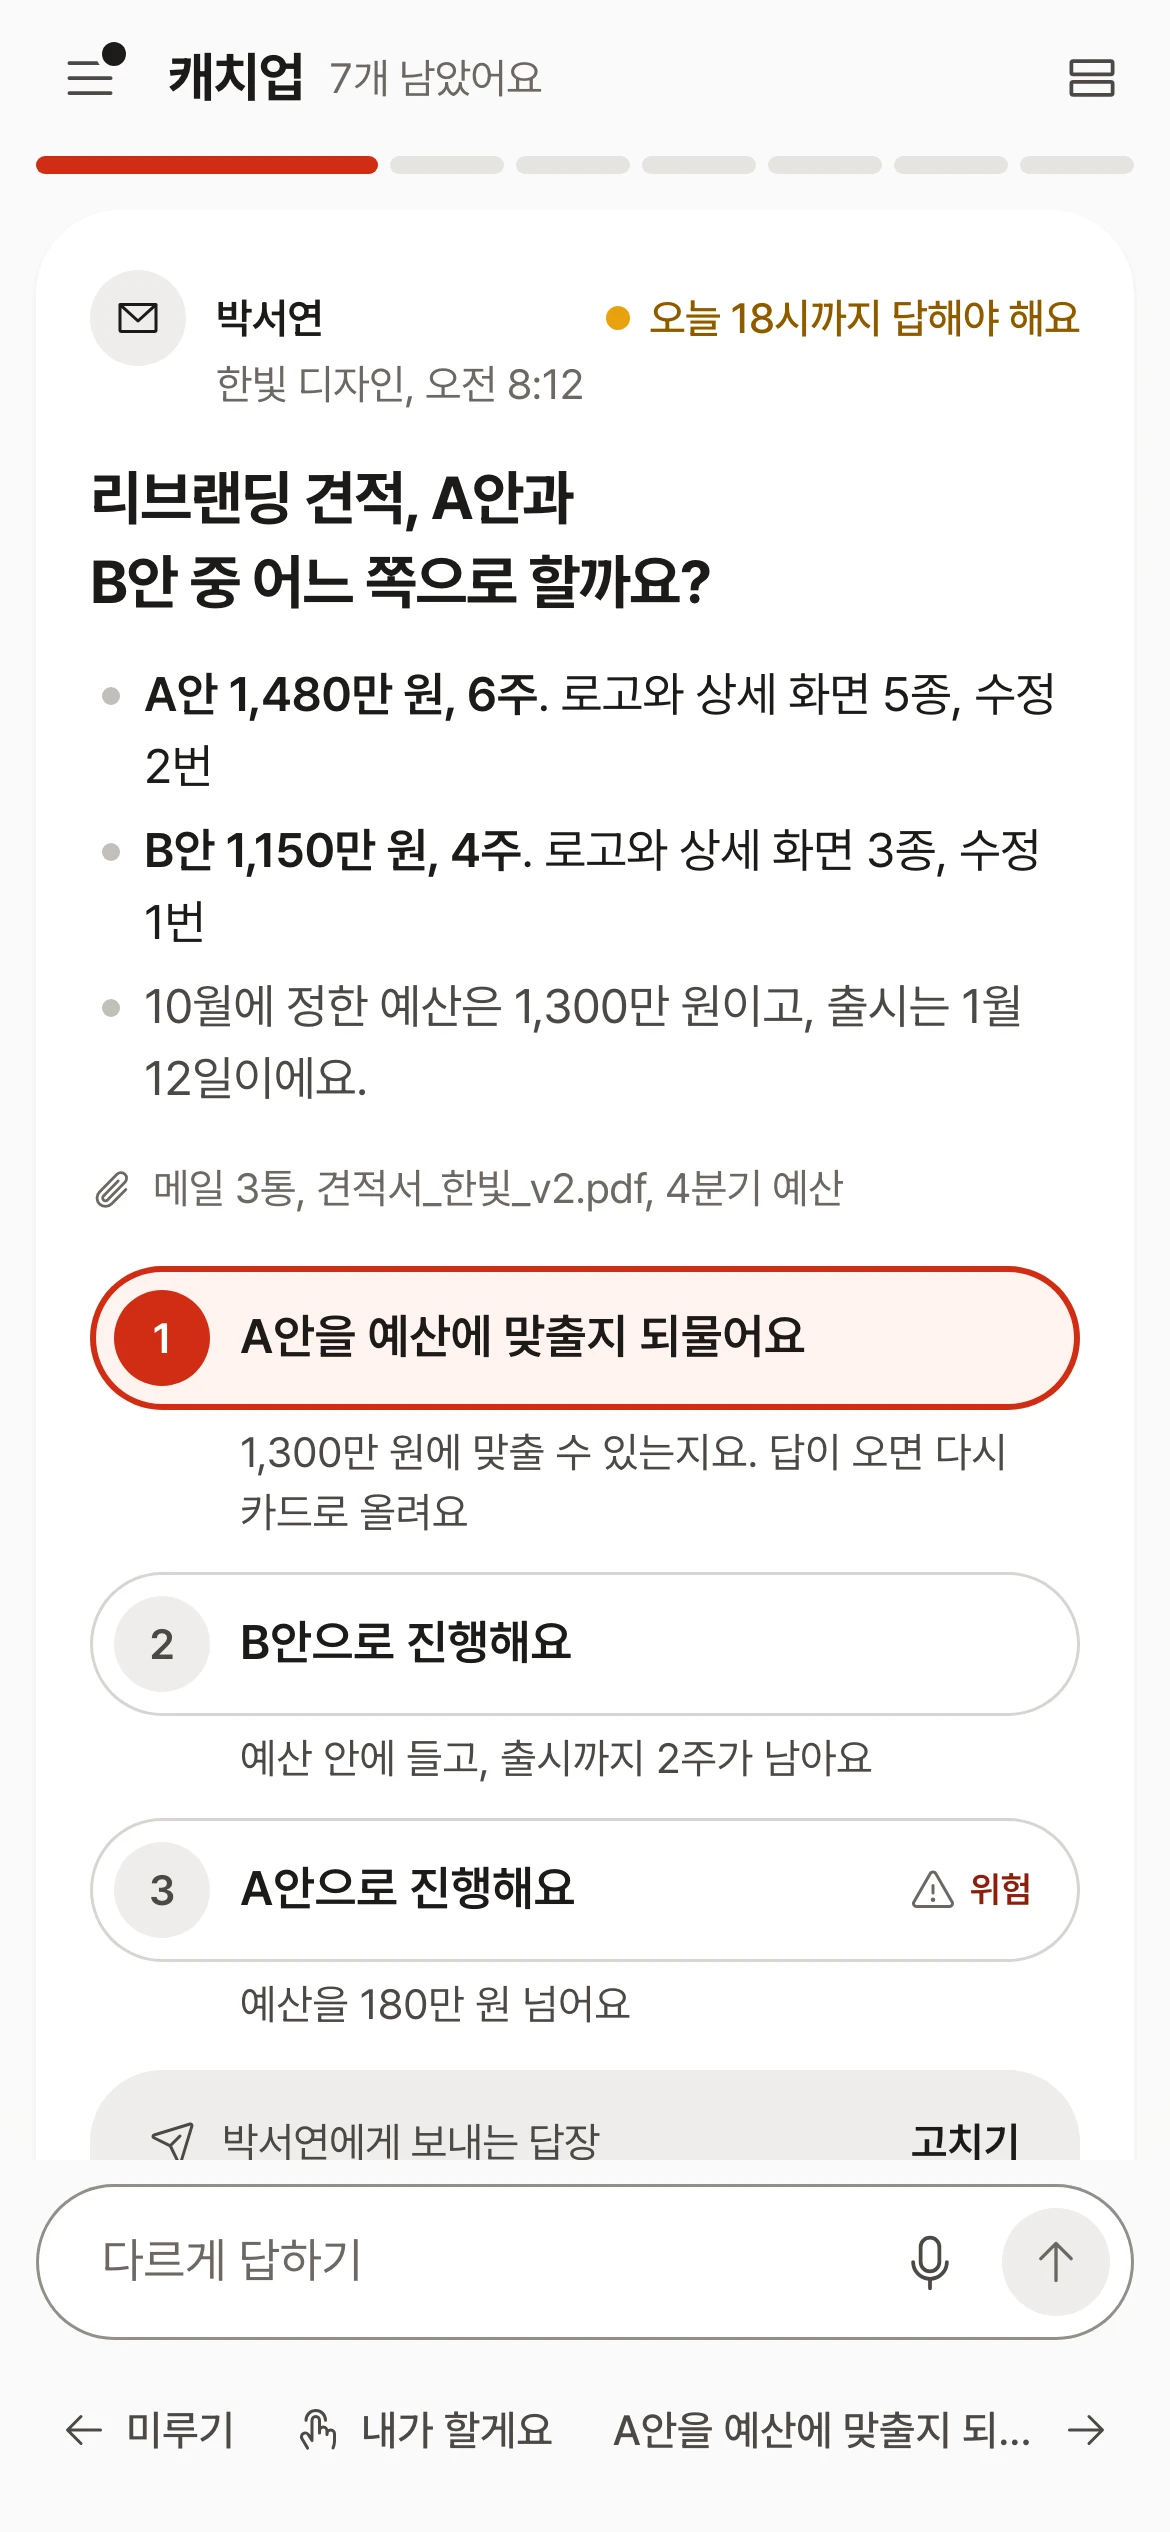 캐치업 7개 남았어요
박서연
오늘 18시까지 답해야 해요
한빛 디자인, 오전 8:12
리브랜딩 견적, A안과
B안 중 어느 쪽으로 할까요?
A안 1,480만 원, 6주. 로고와 상세 화면 5종, 수정
2번
B안 1,150만 원, 4주. 로고와 상세 화면 3종, 수정
1번
10월에 정한 예산은 1,300만 원이고, 출시는 1월
12일이에요.
메일 3통, 견적서_한빛_v2.pdf, 4분기 예산
1 A안을 예산에 맞출지 되물어요
1,300만 원에 맞출 수 있는지요. 답이 오면 다시
카드로 올려요
2 B안으로 진행해요
예산 안에 들고, 출시까지 2주가 남아요
3 A안으로 진행해요 위험
예산을 180만 원 넘어요
박서연에게 보내는 답장 고치기
다르게 답하기
미루기 내가 할게요 A안을 예산에 맞출지 되...